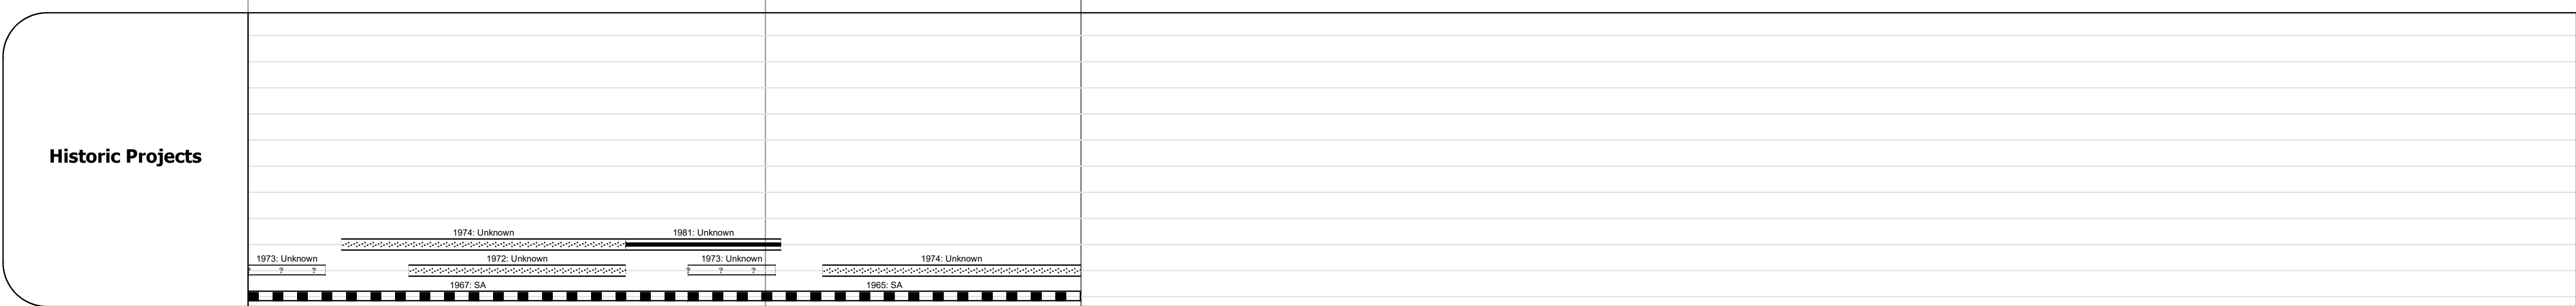 Historic Projects
1974: Unknown 1981: Unknown
1973: Unknown 1972: Unknown 1973: Unknown 1974: Unknown
? ? ? ? ? ?
1967: SA 1965: SA